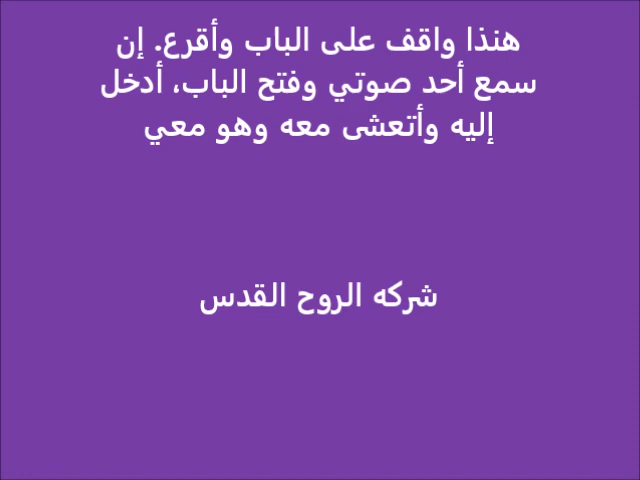 هنذا واقف على الباب وأقرع. إن
سمع أحد صوتي وفتح الباب، أدخل
إليه وأتعشى معه وهو معي
شركه الروح القدس